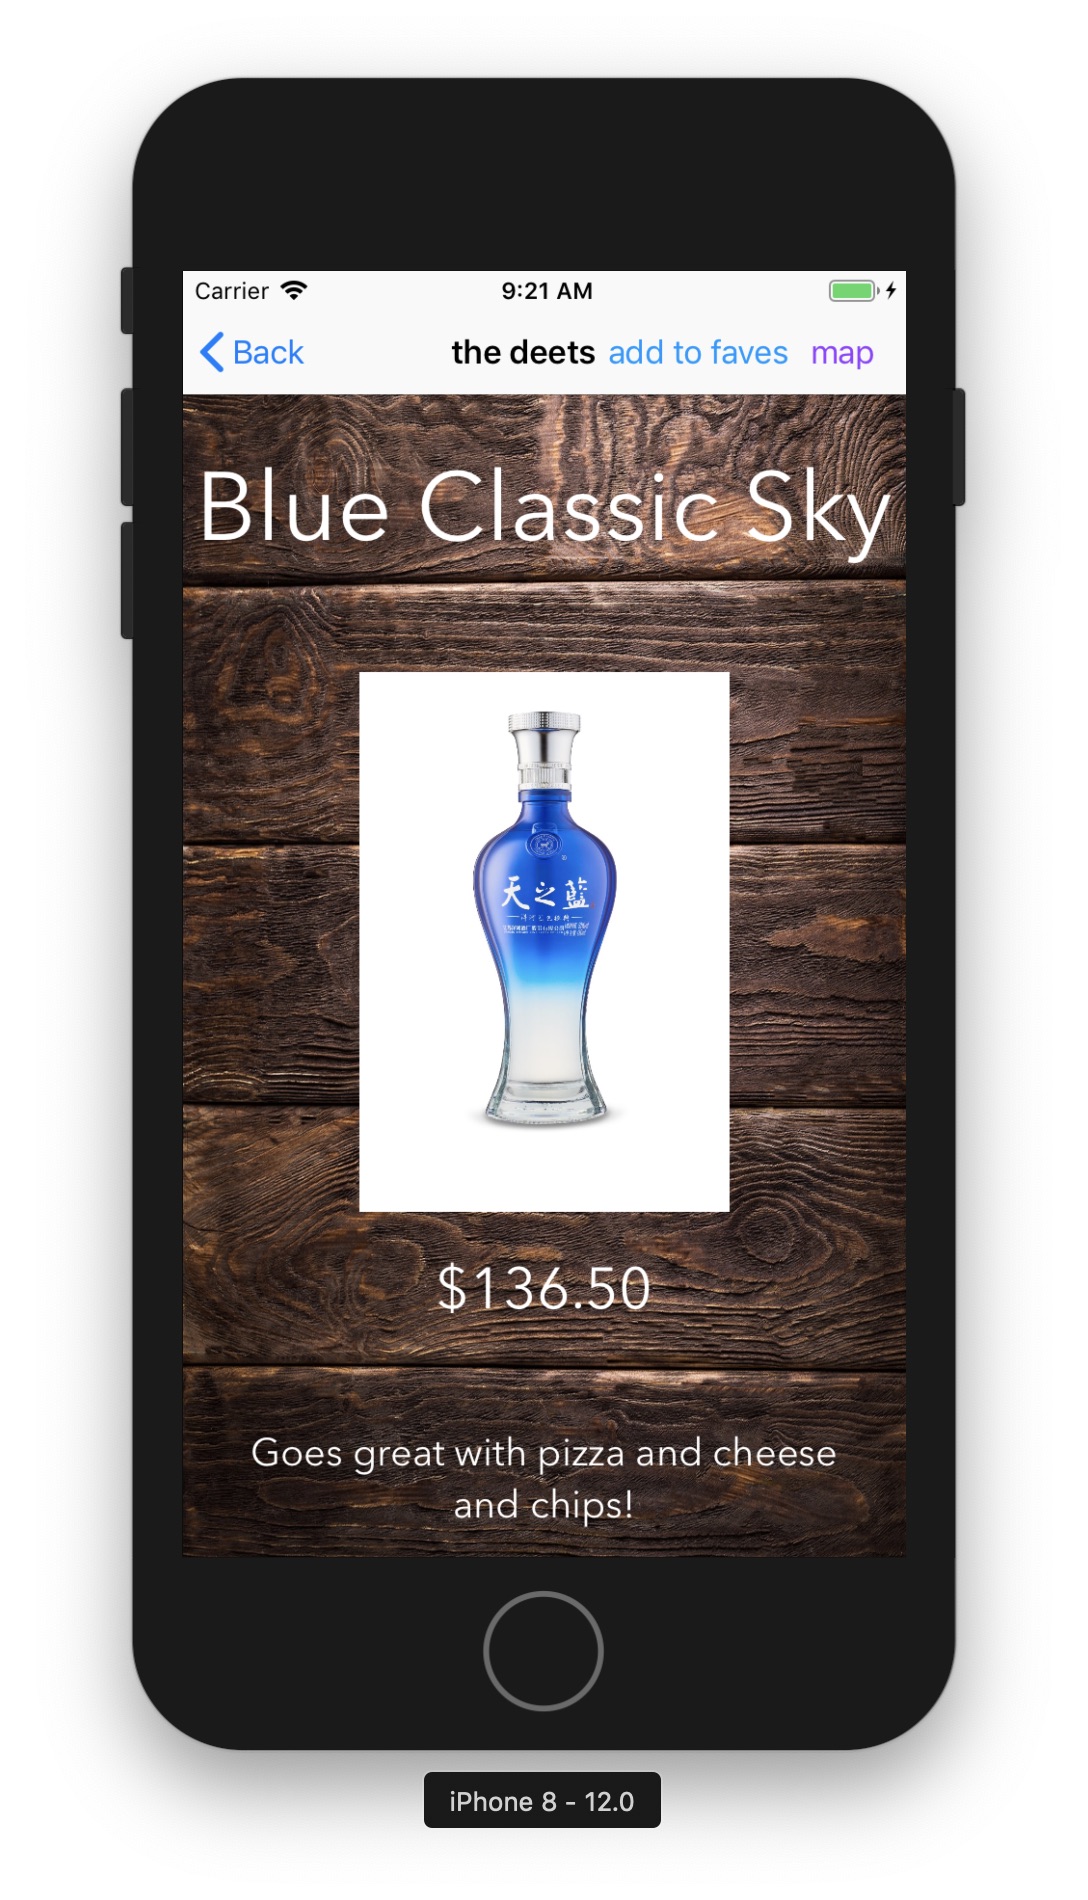 Carrier
9:21 AM
Back
the deets
add to faves
map
Blue Classic Sky
天之蓝
$136.50
Goes great with pizza and cheese
and chips!
iPhone 8 - 12.0